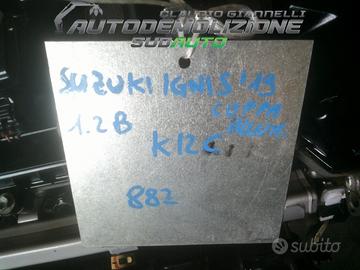 CLAUDIO GIANNELLI
AUTODEMOLIZIONE
SUDAUTO
SUZUKI IGNIS '19
1.2 B
K12C
882
subito